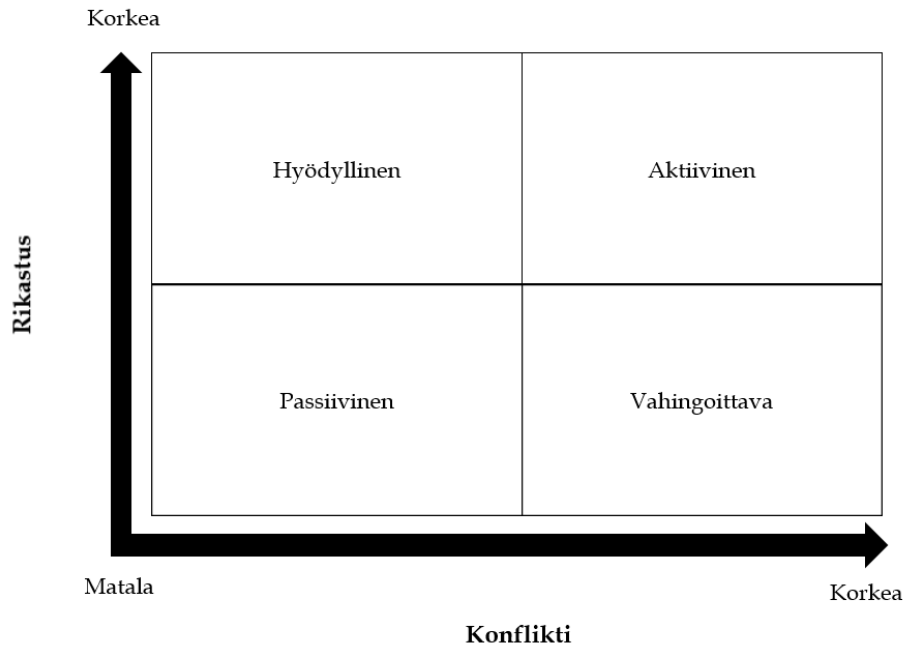 Korkea
Hyödyllinen
Aktiivinen
Rikastus
Passiivinen
Vahingoittava
Matala
Korkea
Konflikti